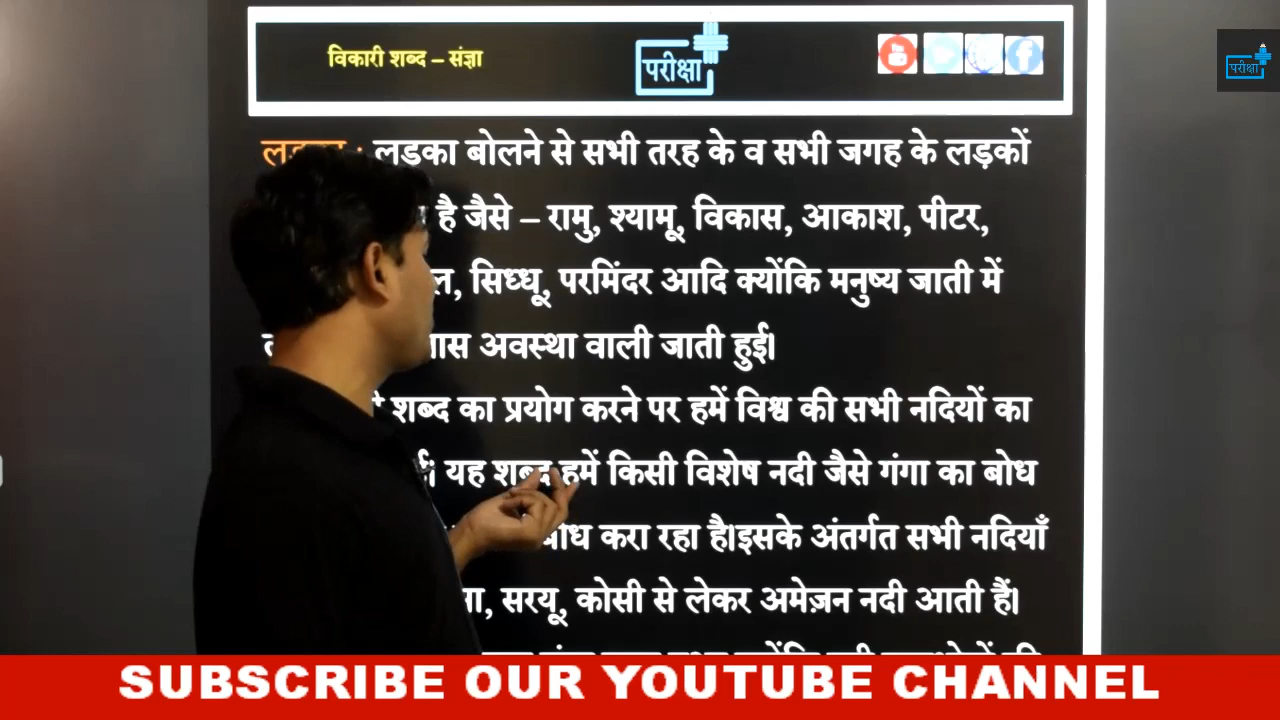 विकारी शब्द – संज्ञा
परीक्षा
परीक्षा
लडका बोलने से सभी तरह के व सभी जगह के लड़कों
है जैसे – रामु, श्यामू, विकास, आकाश, पीटर,
सिध्धू, परमिंदर आदि क्योंकि मनुष्य जाती में
अवस्था वाली जाती हुई।
शब्द का प्रयोग करने पर हमें विश्व की सभी नदियों का
यह शब्द हमें किसी विशेष नदी जैसे गंगा का बोध
बोध करा रहा है।इसके अंतर्गत सभी नदियाँ
सरयू, कोसी से लेकर अमेज़न नदी आती हैं।
SUBSCRIBE OUR YOUTUBE CHANNEL